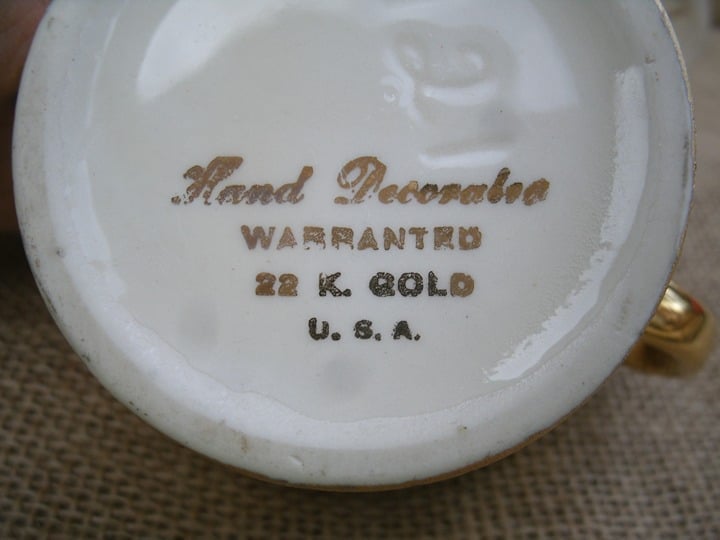 Hand Decorated
WARRANTED
22 K. GOLD
U. S. A.